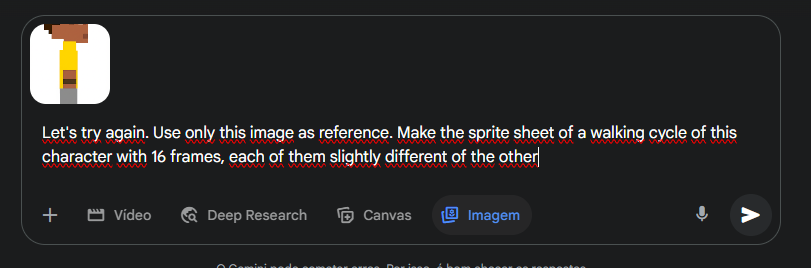 Let's try again. Use only this image as reference. Make the sprite sheet of a walking cycle of this
character with 16 frames, each of them slightly different of the other
Vídeo
Deep Research
Canvas
Imagem
O Gemini pode cometer erros. Por isso, é bom checar as respostas